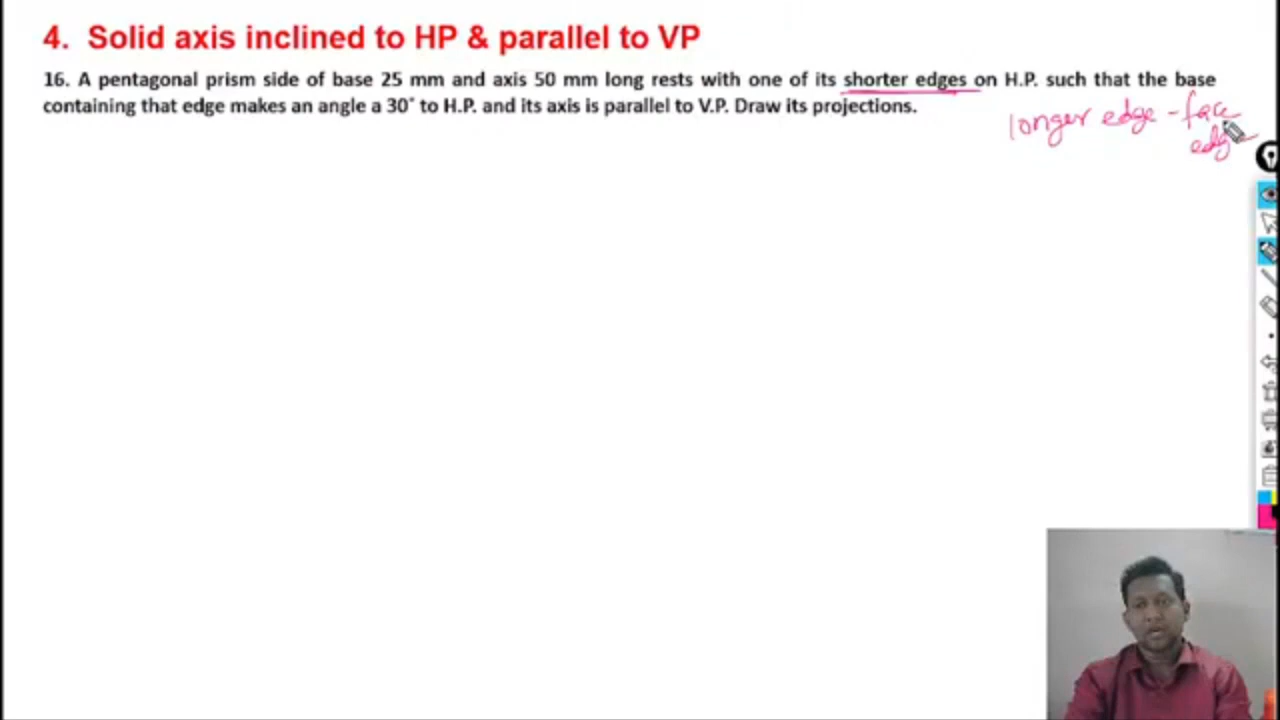 4. Solid axis inclined to HP & parallel to VP
16. A pentagonal prism side of base 25 mm and axis 50 mm long rests with one of its shorter edges on H.P. such that the base
containing that edge makes an angle a 30° to H.P. and its axis is parallel to V.P. Draw its projections.
longer edge - face
edge